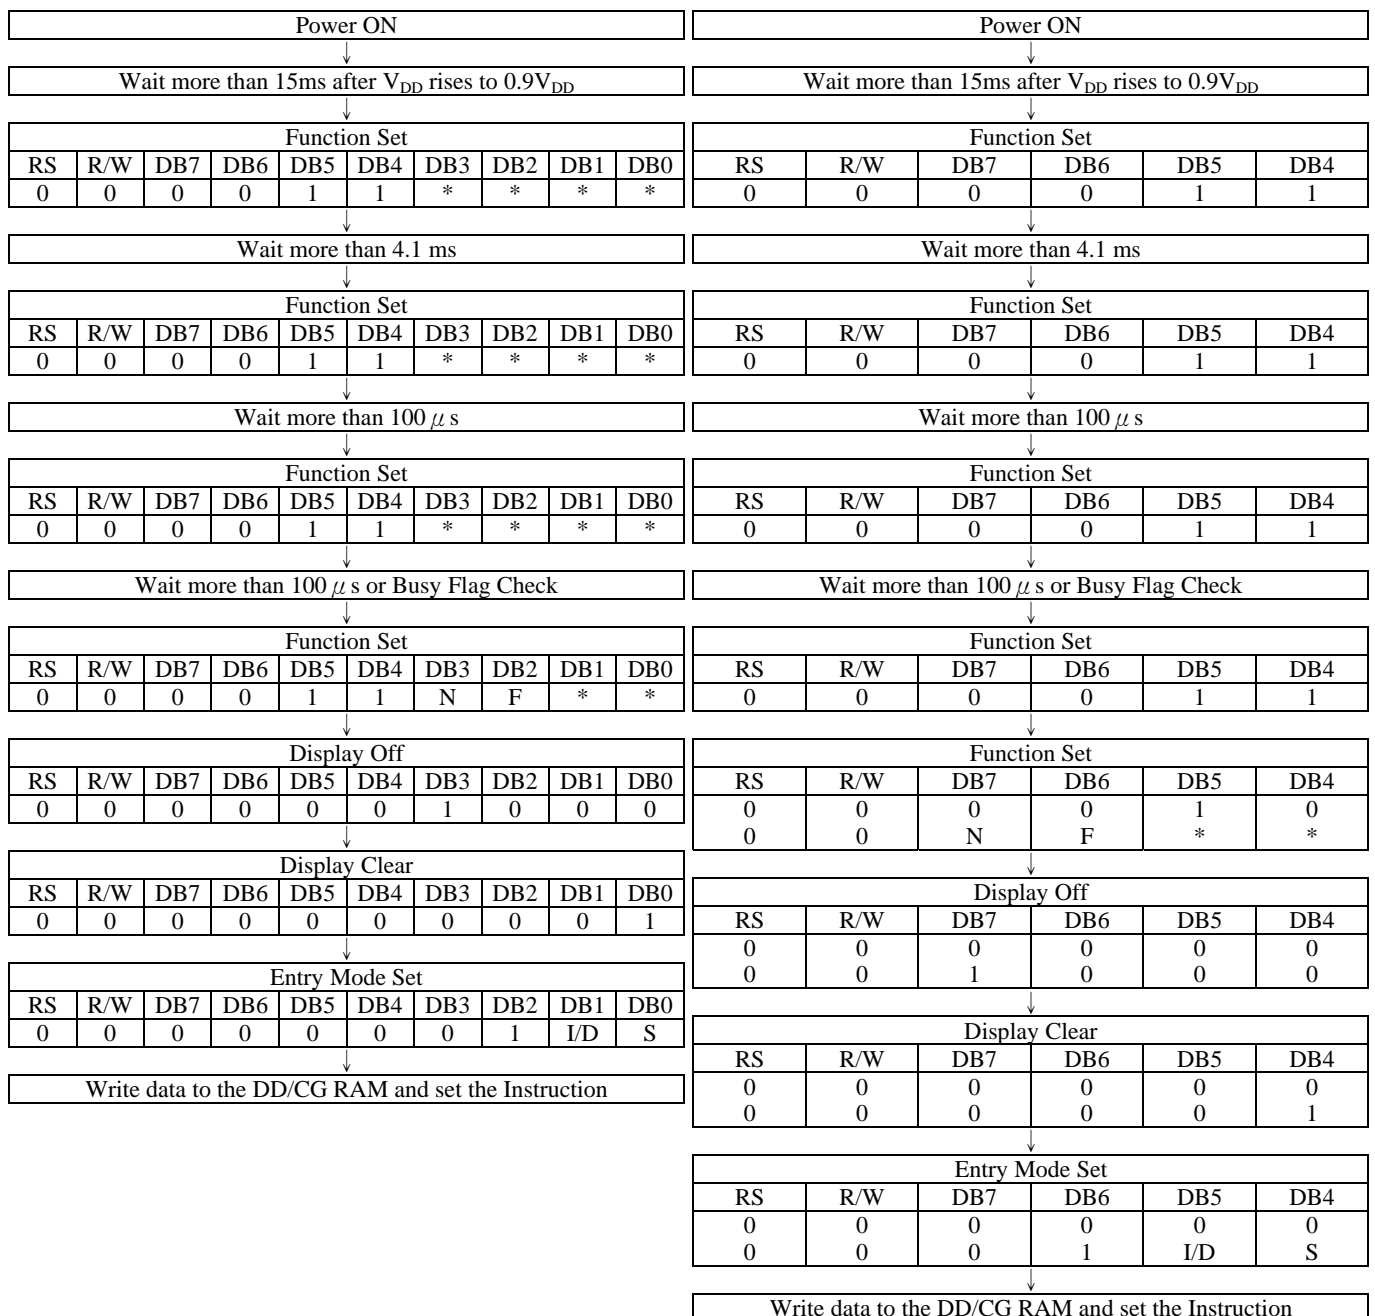 Power ON
Wait more than 15ms after VDD rises to 0.9VDD
Function Set
RS R/W DB7 DB6 DB5 DB4 DB3 DB2 DB1 DB0
0 0 0 0 1 1 * * * *
Wait more than 4.1 ms
Function Set
RS R/W DB7 DB6 DB5 DB4 DB3 DB2 DB1 DB0
0 0 0 0 1 1 * * * *
Wait more than 100 μ s
Function Set
RS R/W DB7 DB6 DB5 DB4 DB3 DB2 DB1 DB0
0 0 0 0 1 1 * * * *
Wait more than 100 μ s or Busy Flag Check
Function Set
RS R/W DB7 DB6 DB5 DB4 DB3 DB2 DB1 DB0
0 0 0 0 1 1 N F * *
Display Off
RS R/W DB7 DB6 DB5 DB4 DB3 DB2 DB1 DB0
0 0 0 0 0 0 1 0 0 0
Display Clear
RS R/W DB7 DB6 DB5 DB4 DB3 DB2 DB1 DB0
0 0 0 0 0 0 0 0 0 1
Entry Mode Set
RS R/W DB7 DB6 DB5 DB4 DB3 DB2 DB1 DB0
0 0 0 0 0 0 0 1 I/D S
Write data to the DD/CG RAM and set the Instruction
Power ON
Wait more than 15ms after VDD rises to 0.9VDD
Function Set
RS R/W DB7 DB6 DB5 DB4
0 0 0 0 1 1
Wait more than 4.1 ms
Function Set
RS R/W DB7 DB6 DB5 DB4
0 0 0 0 1 1
Wait more than 100 μ s
Function Set
RS R/W DB7 DB6 DB5 DB4
0 0 0 0 1 1
Wait more than 100 μ s or Busy Flag Check
Function Set
RS R/W DB7 DB6 DB5 DB4
0 0 0 0 1 1
Function Set
RS R/W DB7 DB6 DB5 DB4
0 0 0 0 1 0
0 0 N F * *
Display Off
RS R/W DB7 DB6 DB5 DB4
0 0 0 0 0 0
0 0 1 0 0 0
Display Clear
RS R/W DB7 DB6 DB5 DB4
0 0 0 0 0 0
0 0 0 0 0 1
Entry Mode Set
RS R/W DB7 DB6 DB5 DB4
0 0 0 0 0 0
0 0 0 1 I/D S
Write data to the DD/CG RAM and set the Instruction